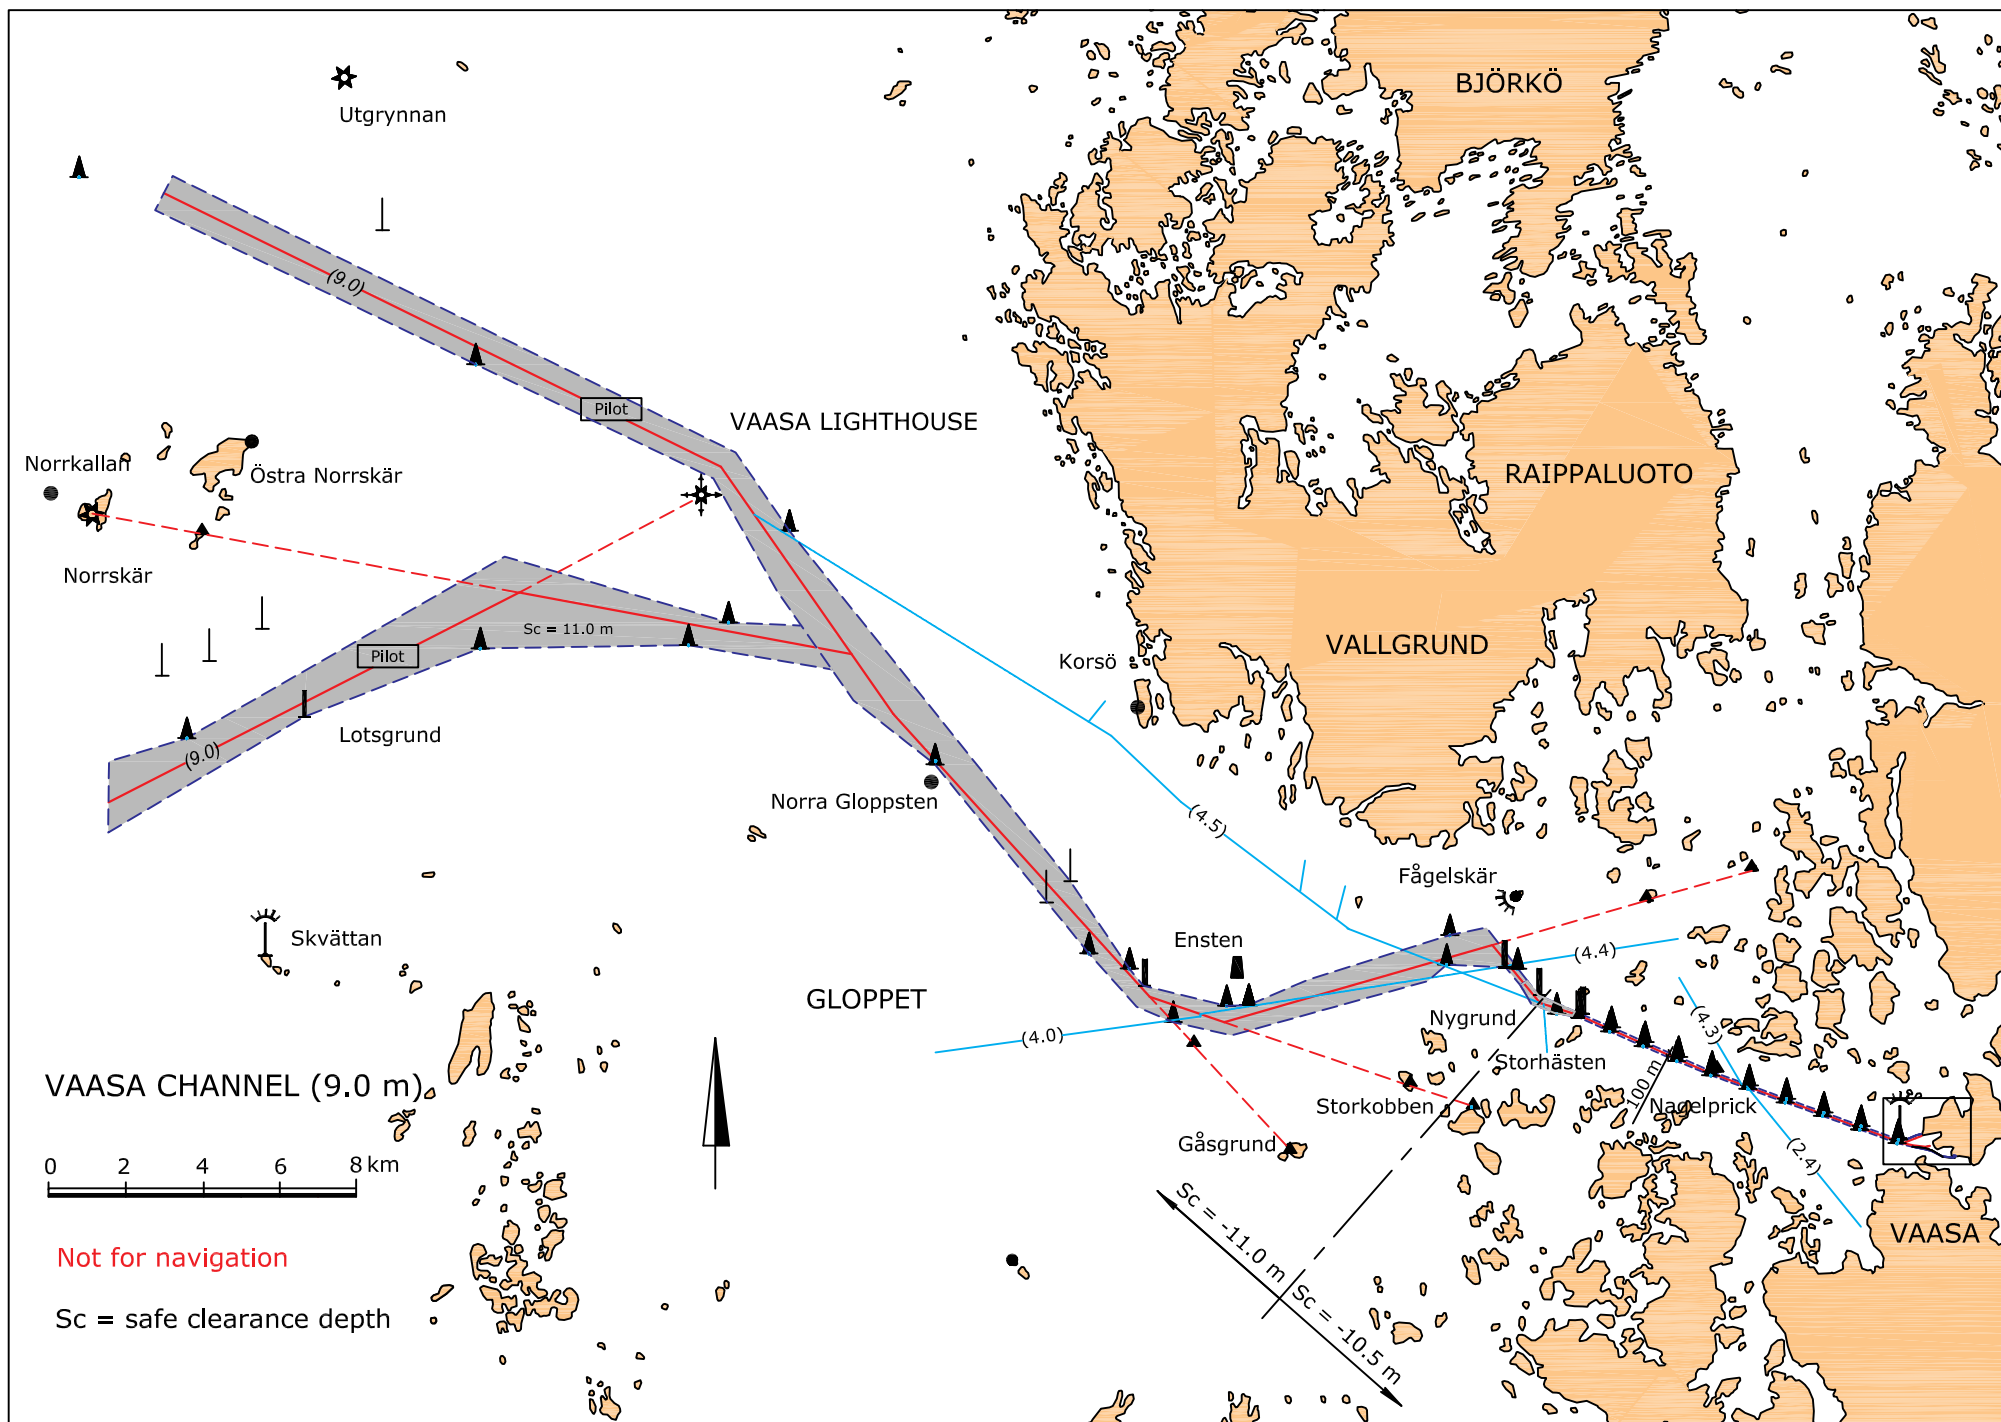 BJÖRKÖ
Utgrynnan
(9.0)
Pilot
VAASA LIGHTHOUSE
Norrkallan
Östra Norrskär
RAIPPALUOTO
Norrskär
Sc = 11.0 m
VALLGRUND
Pilot
Korsö
Lotsgrund
(9.0)
Norra Gloppsten
(4.5)
Fågelskär
Skvättan
Ensten
(4.4)
GLOPPET
Nygrund
(4.3)
(4.0)
Storhästen
VAASA CHANNEL (9.0 m)
100 m
Nagelprick
Storkobben
Gåsgrund
(2.4)
0 2 4 6 8 km
Sc = -11.0 m
Sc = -10.5 m
VAASA
Not for navigation
Sc = safe clearance depth